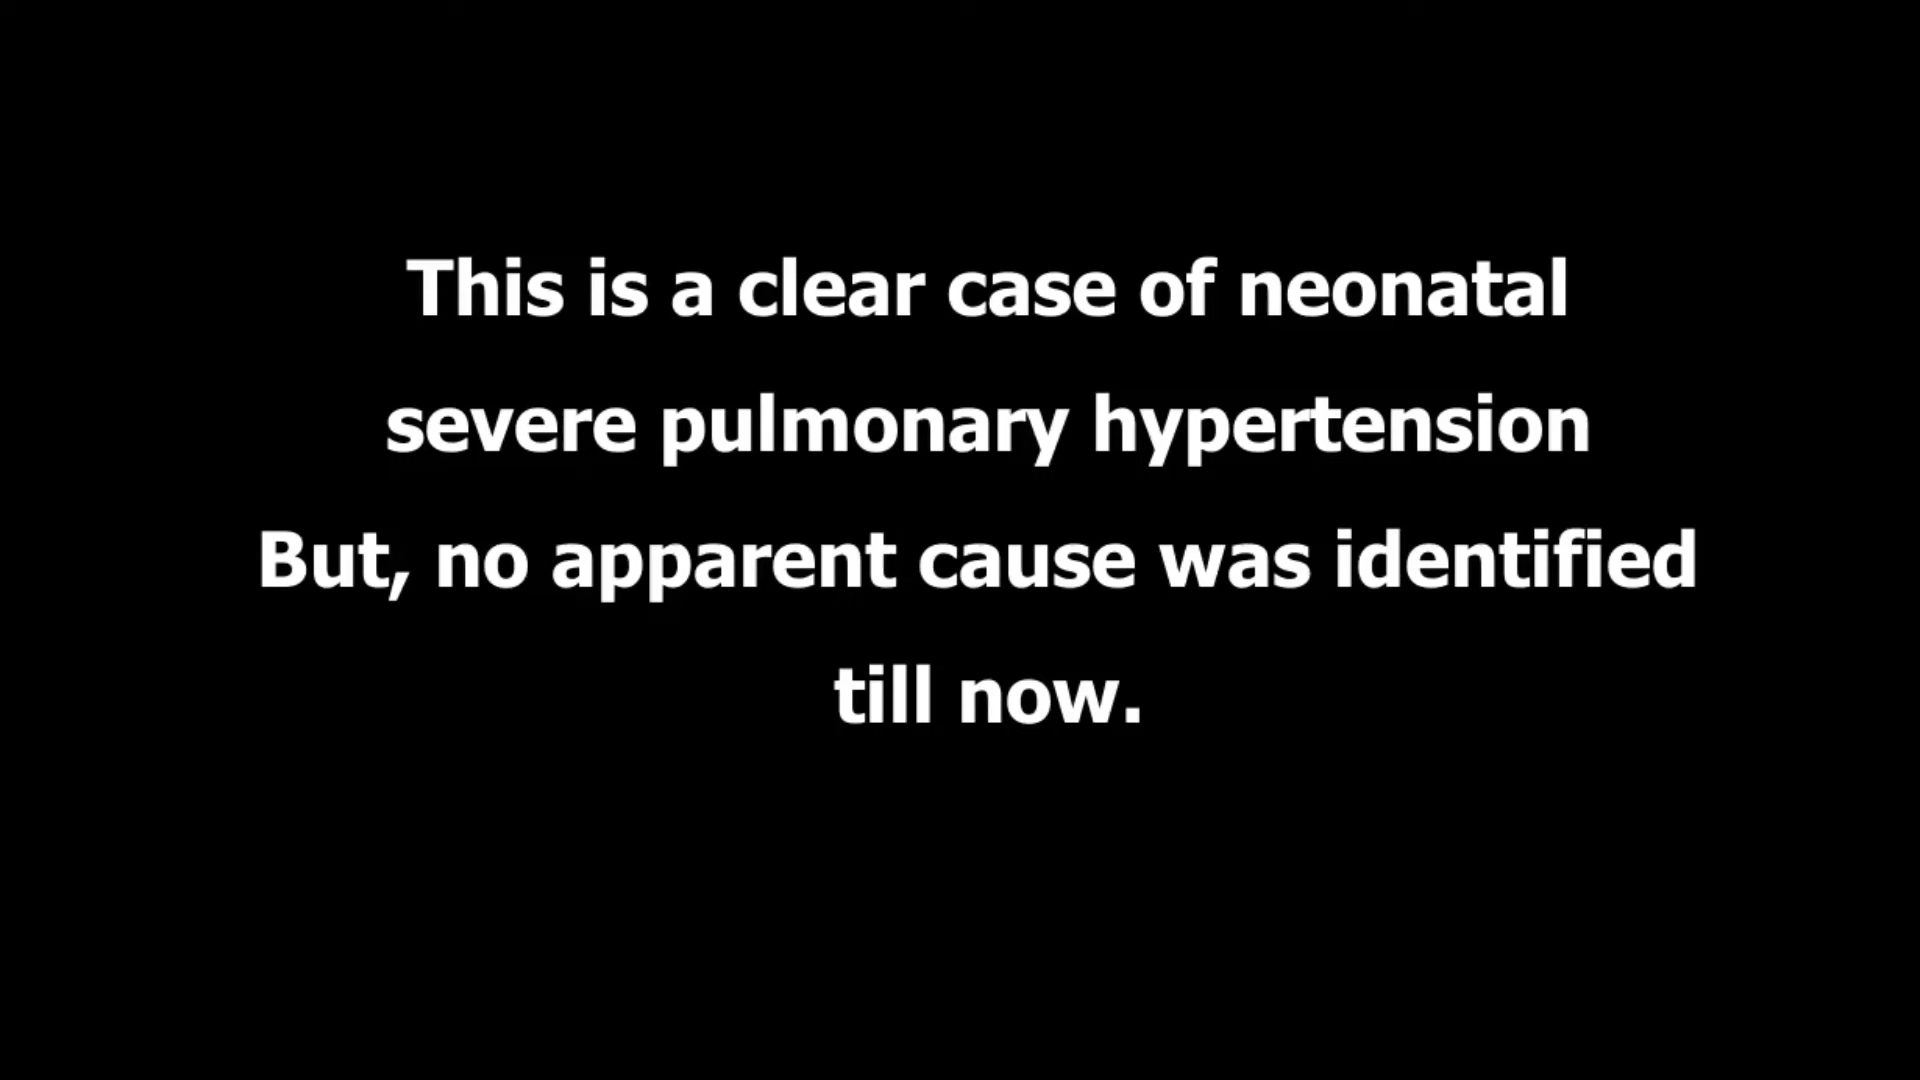 This is a clear case of neonatal
severe pulmonary hypertension
But, no apparent cause was identified
till now.